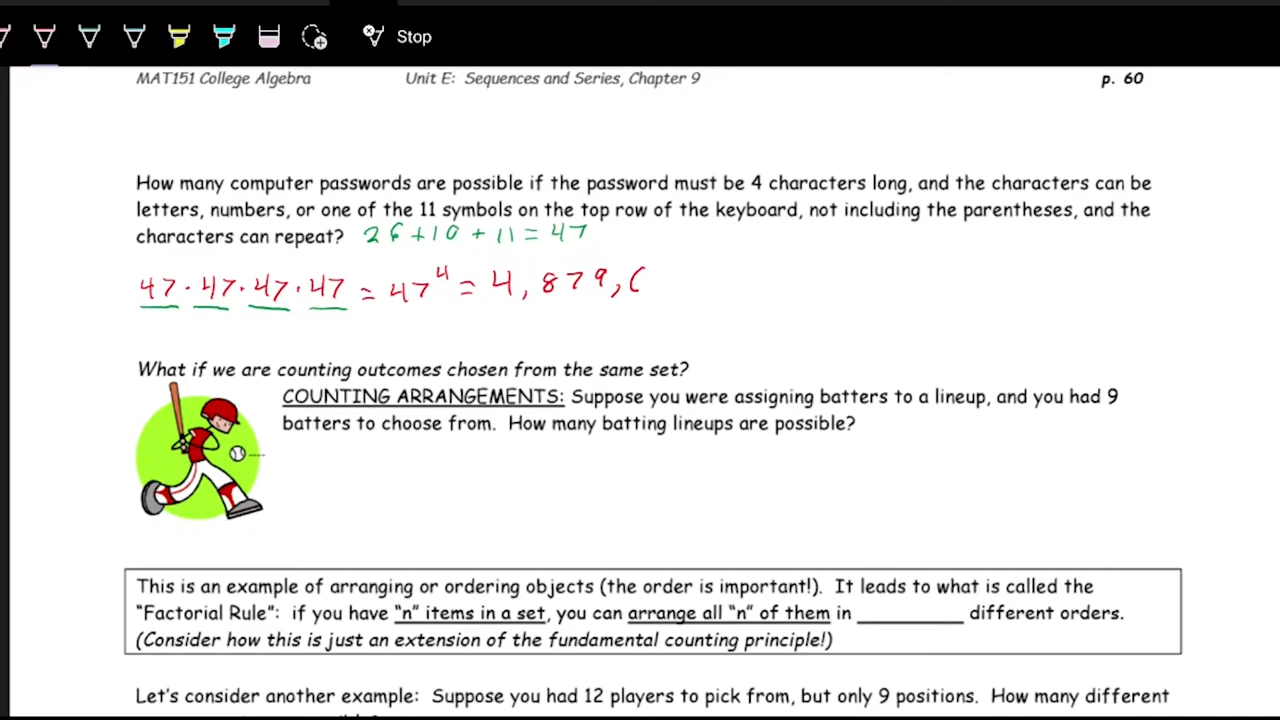 Stop
MAT151 College Algebra Unit E: Sequences and Series, Chapter 9 p. 60
How many computer passwords are possible if the password must be 4 characters long, and the characters can be
letters, numbers, or one of the 11 symbols on the top row of the keyboard, not including the parentheses, and the
characters can repeat? 26 + 10 + 11 = 47
47 · 47 · 47 · 47 = 47⁴ = 4,879,
What if we are counting outcomes chosen from the same set?
COUNTING ARRANGEMENTS: Suppose you were assigning batters to a lineup, and you had 9
batters to choose from. How many batting lineups are possible?
This is an example of arranging or ordering objects (the order is important!). It leads to what is called the
"Factorial Rule": if you have "n" items in a set, you can arrange all "n" of them in __________ different orders.
(Consider how this is just an extension of the fundamental counting principle!)
Let's consider another example: Suppose you had 12 players to pick from, but only 9 positions. How many different